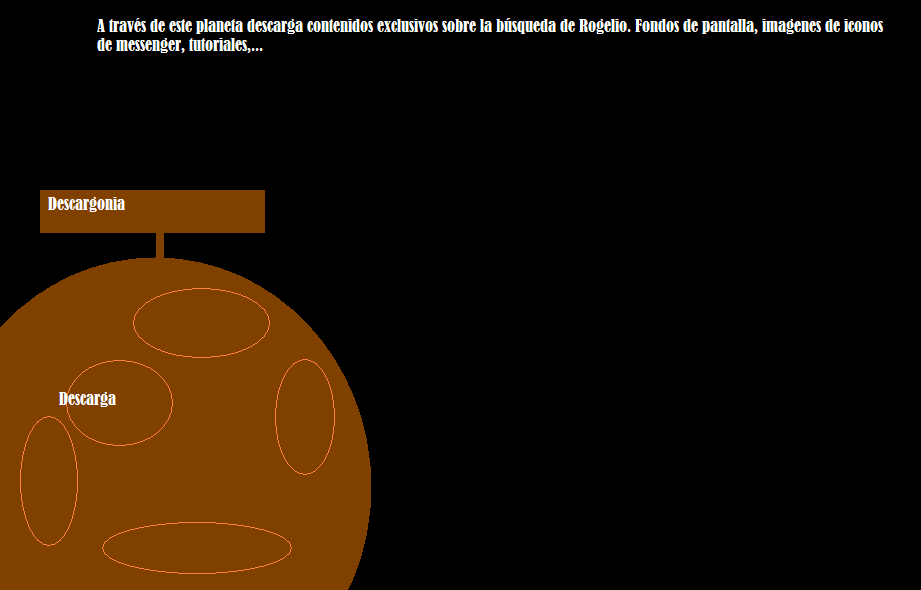 A través de este planeta descarga contenidos exclusivos sobre la búsqueda de Rogelio. Fondos de pantalla, imagenes de iconos
de messenger, tutoriales,...
Descargonia
Descarga